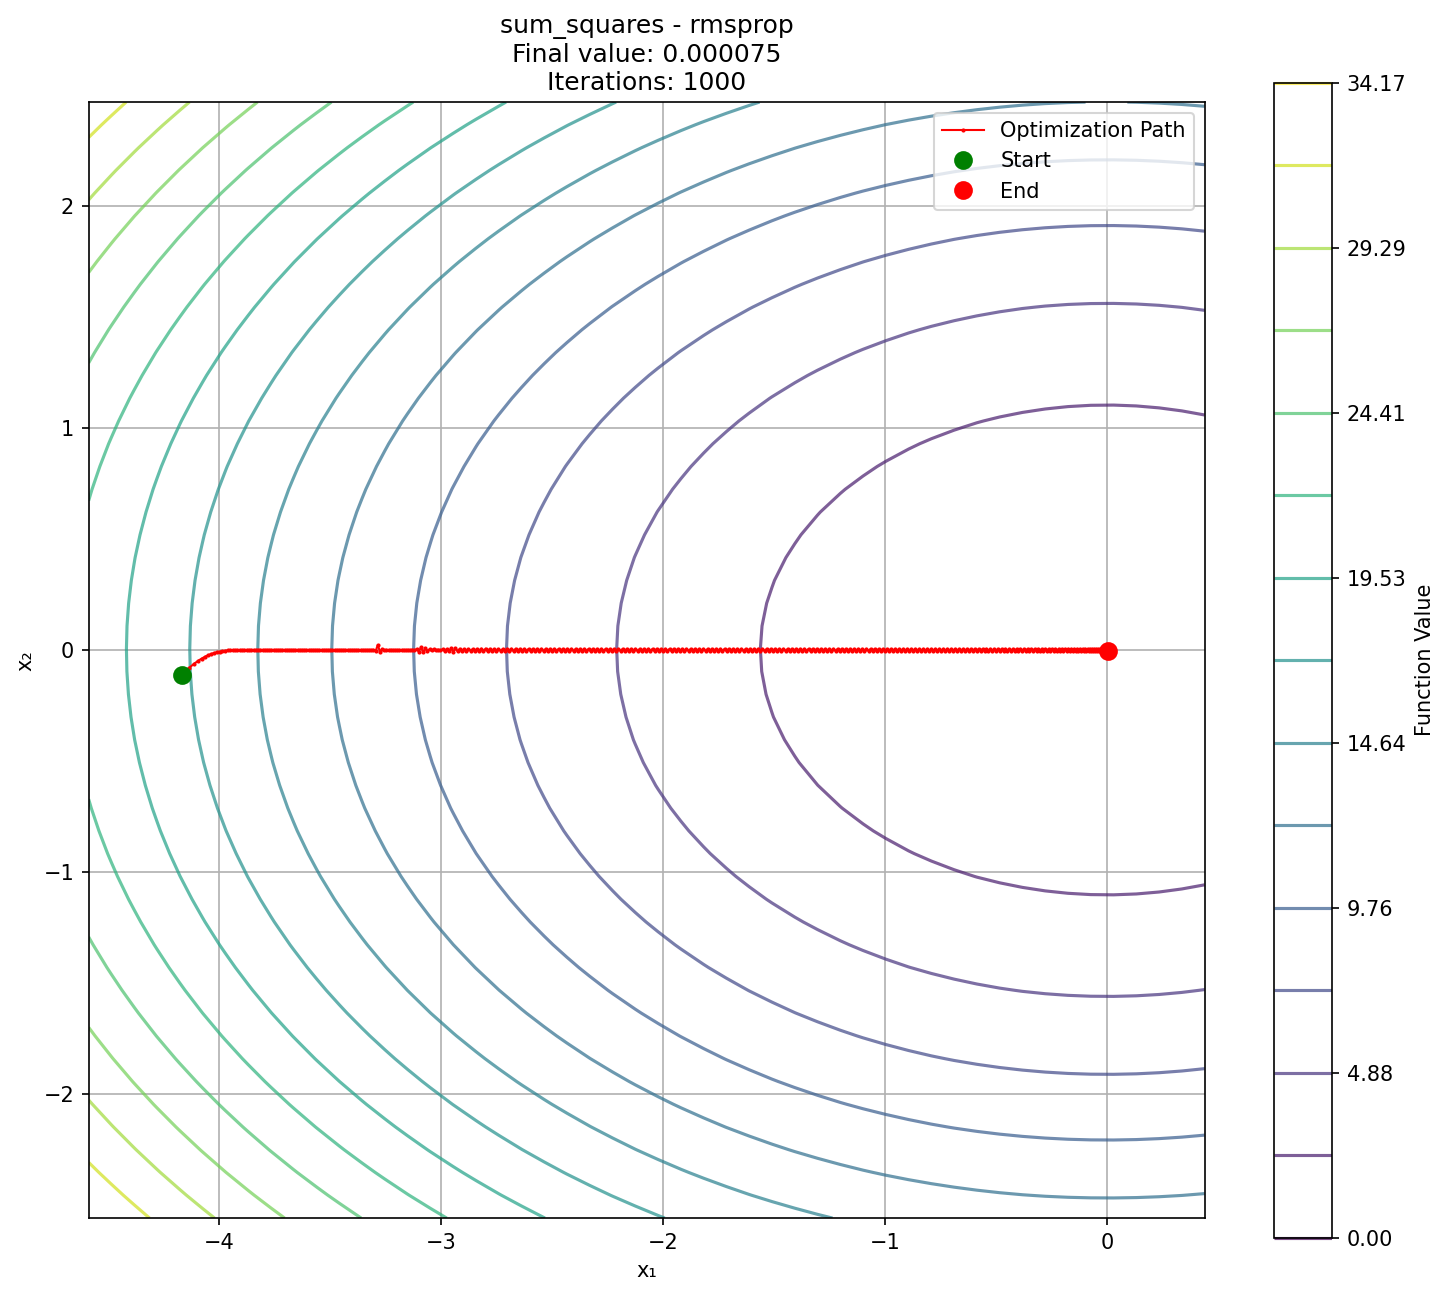 sum_squares - rmsprop
Final value: 0.000075
Iterations: 1000
Optimization Path
Start
End
2
1
0
−1
−2
x₂
−4
−3
−2
−1
0
x₁
34.17
29.29
24.41
19.53
14.64
9.76
4.88
0.00
Function Value